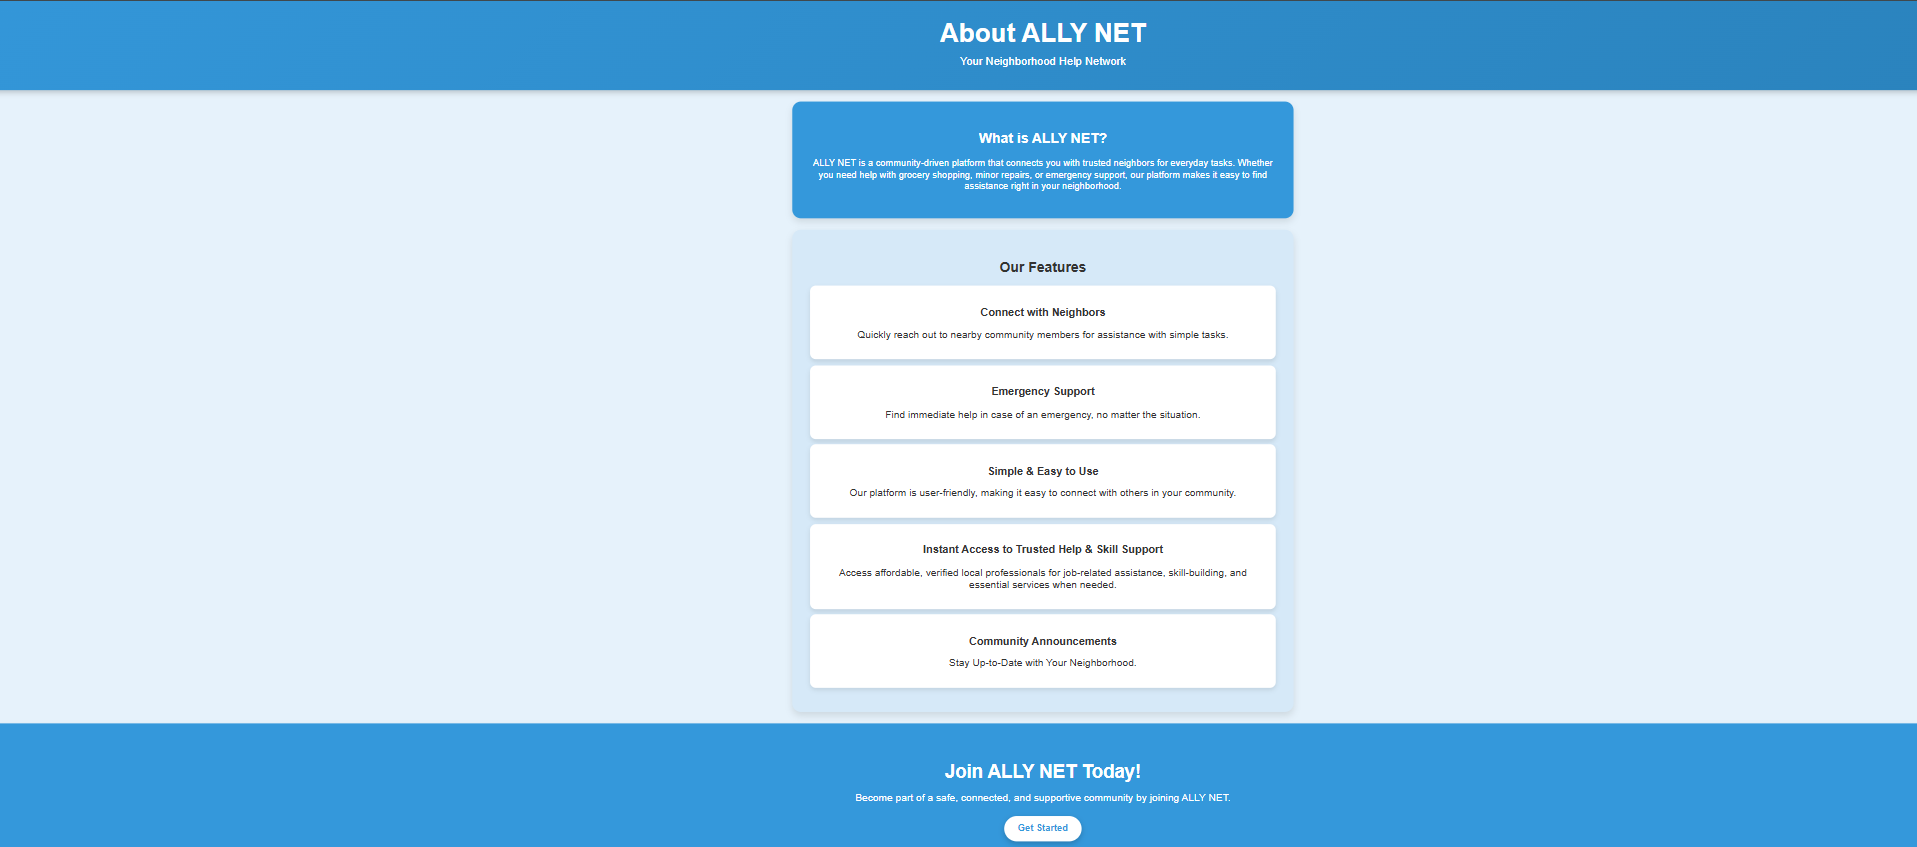 About ALLY NET
Your Neighborhood Help Network
What is ALLY NET?
ALLY NET is a community-driven platform that connects you with trusted neighbors for everyday tasks. Whether
you need help with grocery shopping, minor repairs, or emergency support, our platform makes it easy to find
assistance right in your neighborhood.
Our Features
Connect with Neighbors
Quickly reach out to nearby community members for assistance with simple tasks.
Emergency Support
Find immediate help in case of an emergency, no matter the situation.
Simple & Easy to Use
Our platform is user-friendly, making it easy to connect with others in your community.
Instant Access to Trusted Help & Skill Support
Access affordable, verified local professionals for job-related assistance, skill-building, and
essential services when needed.
Community Announcements
Stay Up-to-Date with Your Neighborhood.
Join ALLY NET Today!
Become part of a safe, connected, and supportive community by joining ALLY NET.
Get Started